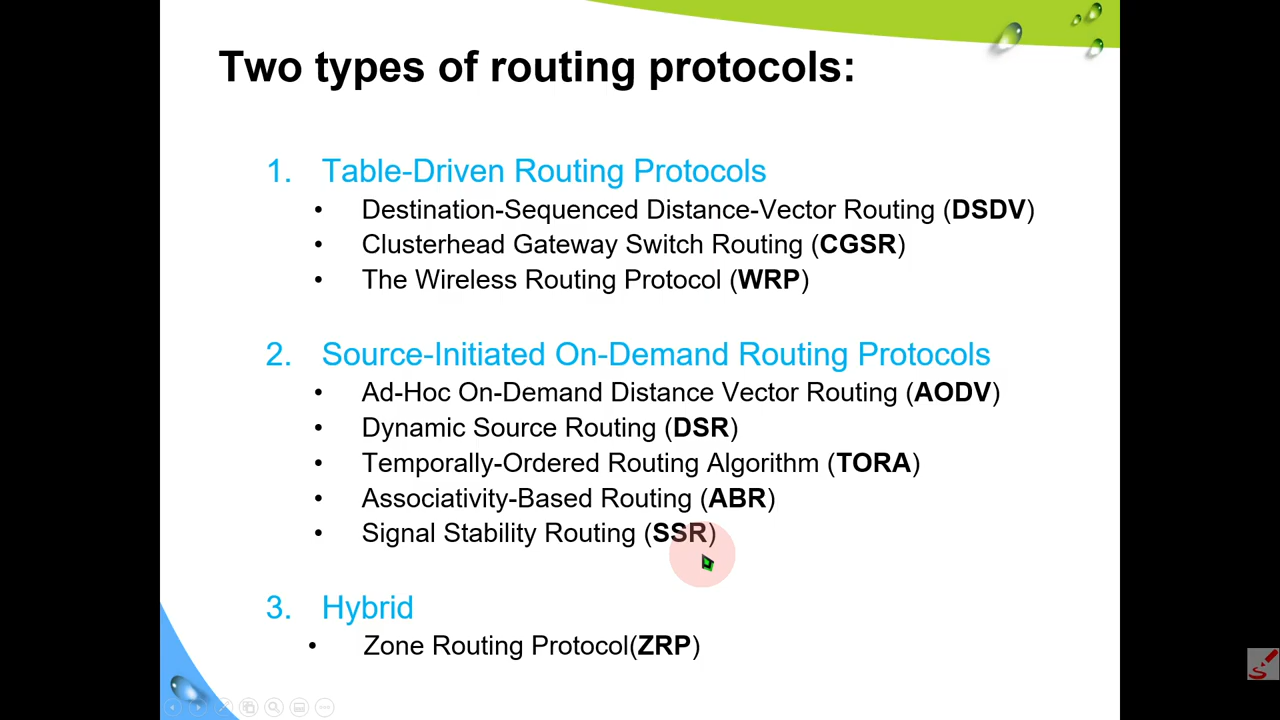 Two types of routing protocols:
1. Table-Driven Routing Protocols
• Destination-Sequenced Distance-Vector Routing (DSDV)
• Clusterhead Gateway Switch Routing (CGSR)
• The Wireless Routing Protocol (WRP)
2. Source-Initiated On-Demand Routing Protocols
• Ad-Hoc On-Demand Distance Vector Routing (AODV)
• Dynamic Source Routing (DSR)
• Temporally-Ordered Routing Algorithm (TORA)
• Associativity-Based Routing (ABR)
• Signal Stability Routing (SSR)
3. Hybrid
• Zone Routing Protocol(ZRP)